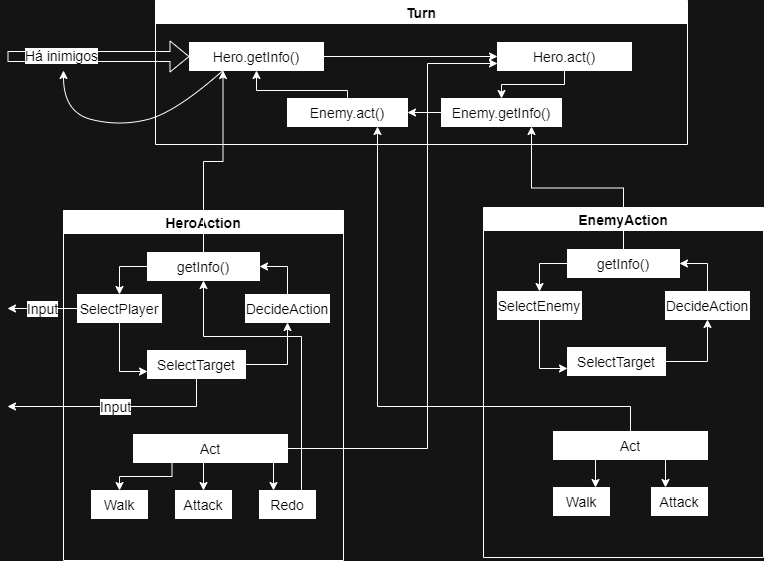 Turn
Há inimigos
Hero.getInfo()
Hero.act()
Enemy.act()
Enemy.getInfo()
HeroAction
getInfo()
Input
SelectPlayer
DecideAction
SelectTarget
Input
Act
Walk
Attack
Redo
EnemyAction
getInfo()
SelectEnemy
DecideAction
SelectTarget
Act
Walk
Attack